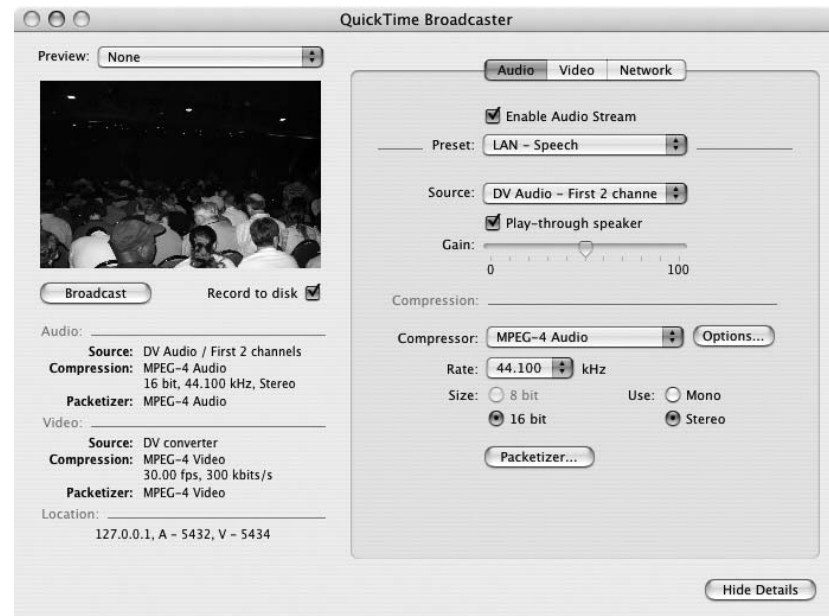 QuickTime Broadcaster
Preview: None
Broadcast Record to disk
Audio:
Source: DV Audio / First 2 channels
Compression: MPEG-4 Audio
16 bit, 44.100 kHz, Stereo
Packetizer: MPEG-4 Audio
Video:
Source: DV converter
Compression: MPEG-4 Video
30.00 fps, 300 kbits/s
Packetizer: MPEG-4 Video
Location:
127.0.0.1, A - 5432, V - 5434
Audio Video Network
Enable Audio Stream
Preset: LAN - Speech
Source: DV Audio - First 2 channe
Play-through speaker
Gain:
0 100
Compression:
Compressor: MPEG-4 Audio Options...
Rate: 44.100 kHz
Size: 8 bit Use: Mono
16 bit Stereo
Packetizer...
Hide Details